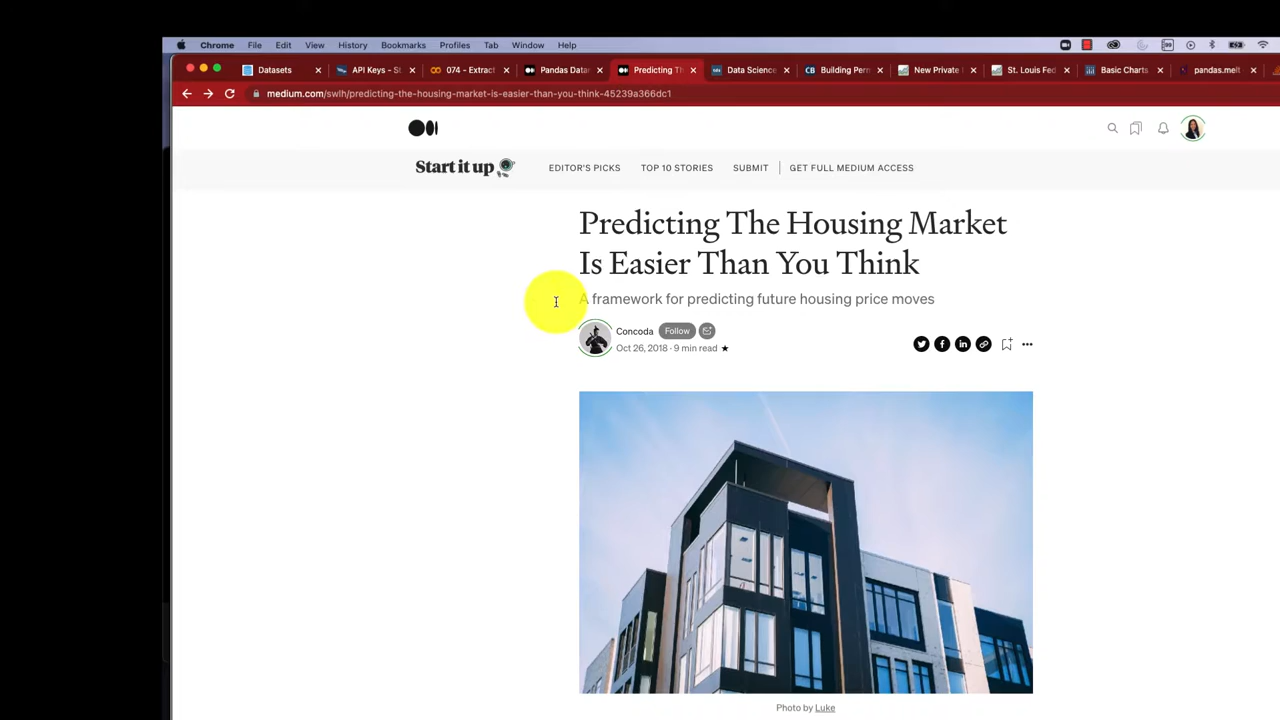 Chrome File Edit View History Bookmarks Profiles Tab Window Help
Datasets
API Keys - St
074 - Extract
Pandas Data
Predicting Th
Data Science
Building Perm
New Private
St. Louis Fed
Basic Charts
pandas.melt
medium.com/swlh/predicting-the-housing-market-is-easier-than-you-think-45239a366dc1
Start it up
EDITOR'S PICKS TOP 10 STORIES SUBMIT GET FULL MEDIUM ACCESS
Predicting The Housing Market
Is Easier Than You Think
A framework for predicting future housing price moves
Concoda Follow
Oct 26, 2018 · 9 min read ★
Photo by Luke